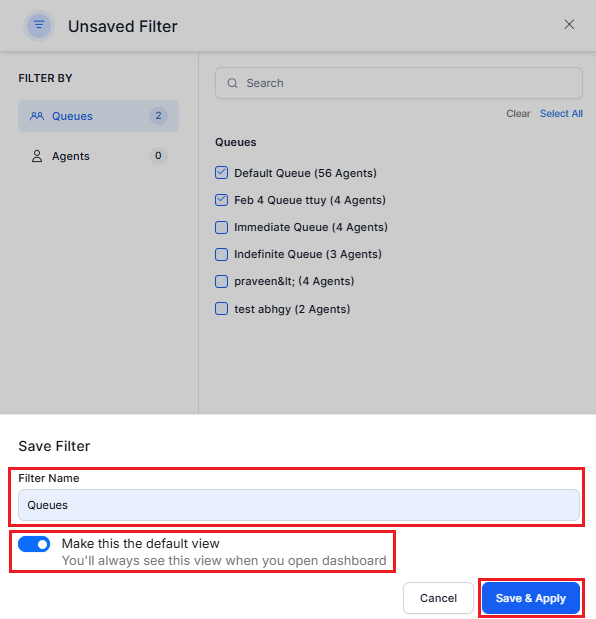 Unsaved Filter
FILTER BY
Queues 2
Agents 0
Search
Clear Select All
Queues
Default Queue (56 Agents)
Feb 4 Queue ttuy (4 Agents)
Immediate Queue (4 Agents)
Indefinite Queue (3 Agents)
praveen&lt; (4 Agents)
test abhgy (2 Agents)
Save Filter
Filter Name
Queues
Make this the default view
You'll always see this view when you open dashboard
Cancel Save & Apply